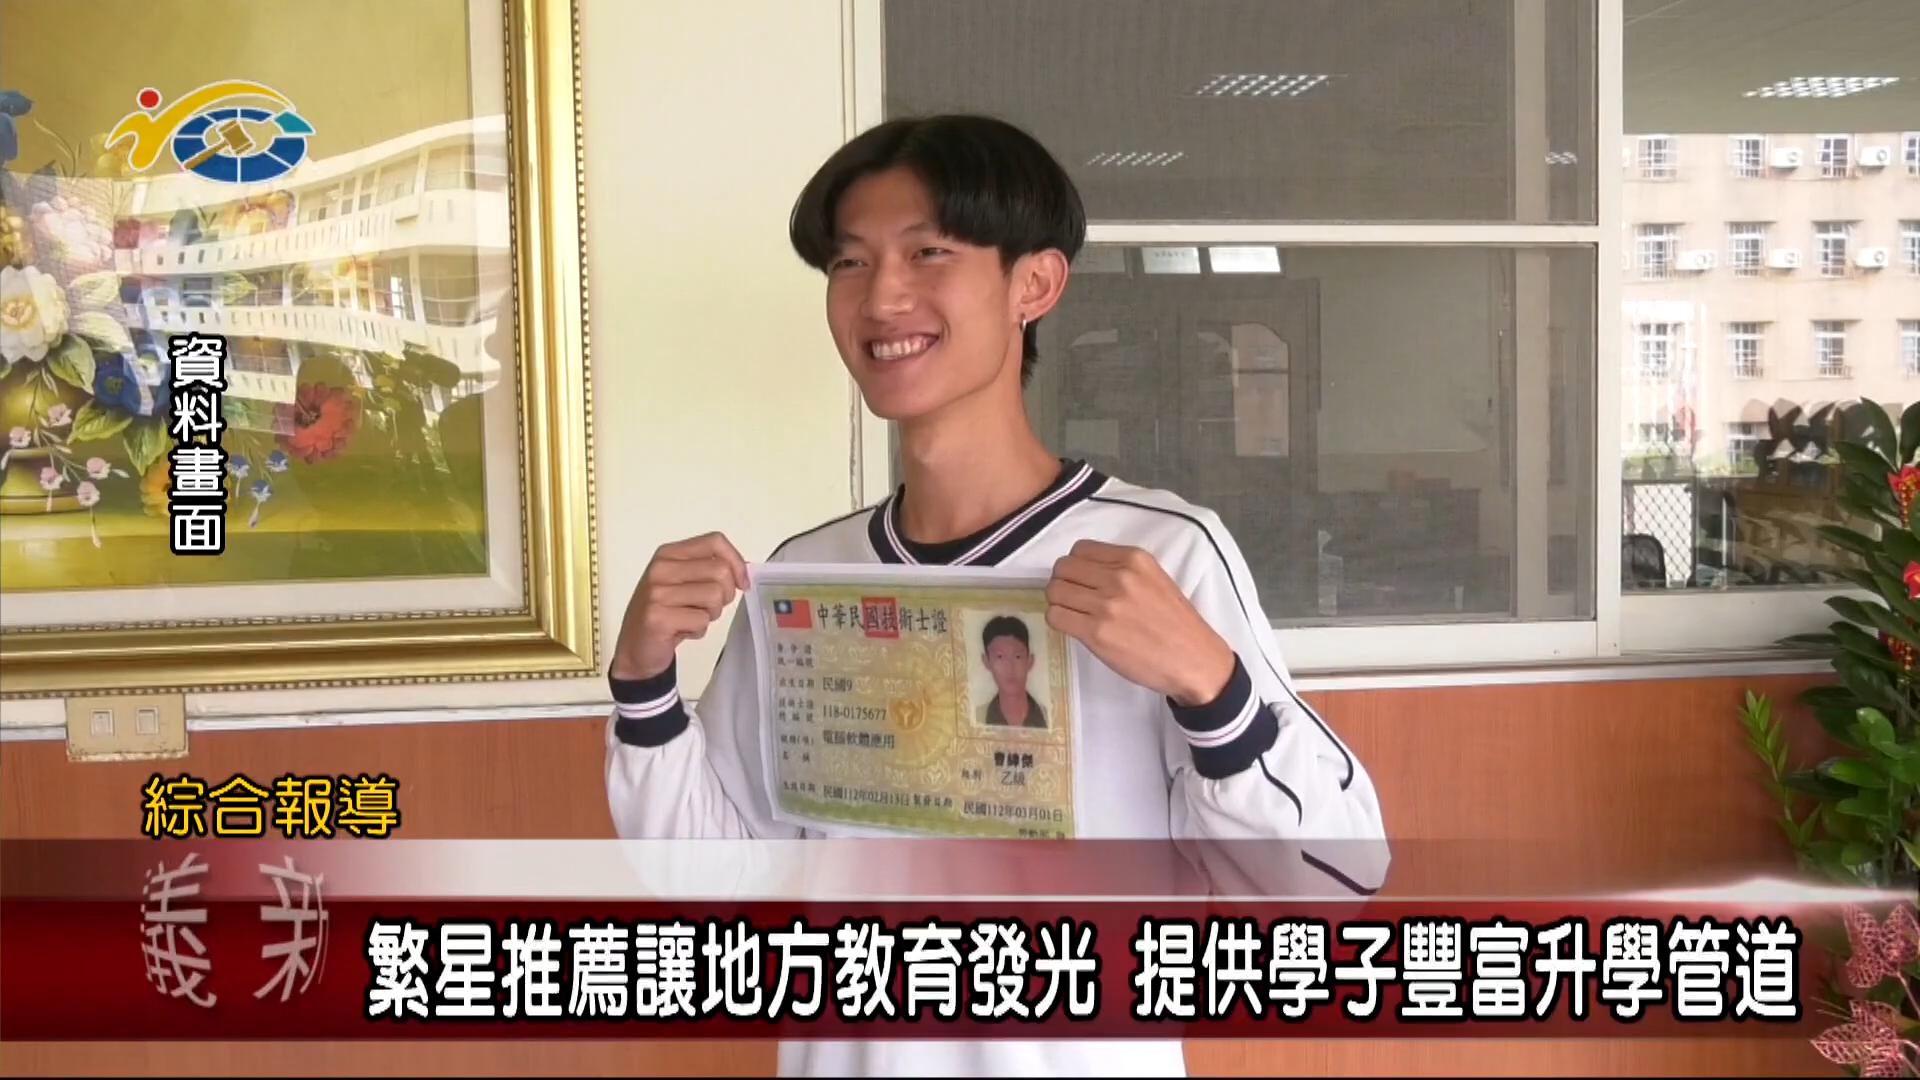 資料畫面
中華民國技術士證
民國9
118-0175677
電腦軟體應用
曹緯傑
乙級
民國112年02月13日
民國112年03月01日
綜合報導
義 新
繁星推薦讓地方教育發光 提供學子豐富升學管道